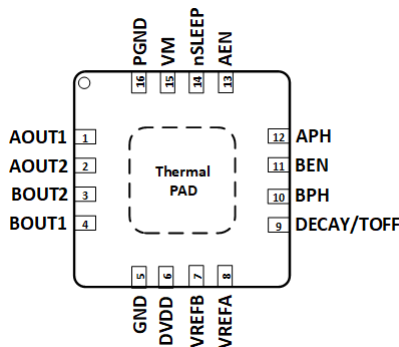 PGND
VM
nSLEEP
AEN
16
15
14
13
AOUT1 1
AOUT2 2
BOUT2 3
BOUT1 4
Thermal
PAD
12 APH
11 BEN
10 BPH
9 DECAY/TOFF
5
6
7
8
GND
DVDD
VREFB
VREFA